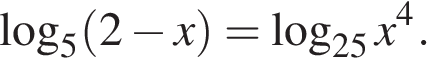 log₅(2 − x) = log₂₅ x⁴.